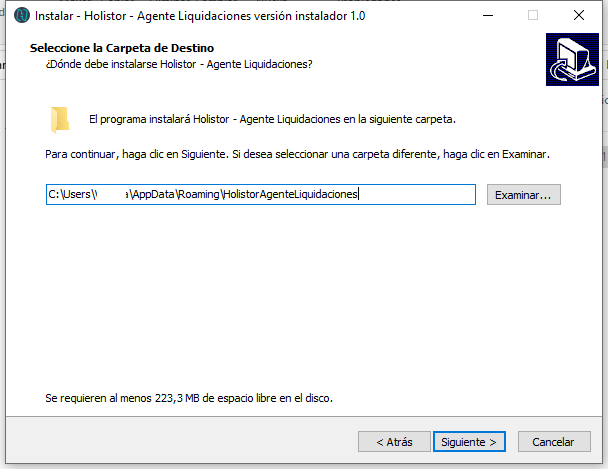 Instalar - Holistor - Agente Liquidaciones versión instalador 1.0
Seleccione la Carpeta de Destino
¿Dónde debe instalarse Holistor - Agente Liquidaciones?
El programa instalará Holistor - Agente Liquidaciones en la siguiente carpeta.
Para continuar, haga clic en Siguiente. Si desea seleccionar una carpeta diferente, haga clic en Examinar.
C:\Users\ a\AppData\Roaming\HolistorAgenteLiquidaciones
Examinar...
Se requieren al menos 223,3 MB de espacio libre en el disco.
< Atrás
Siguiente >
Cancelar